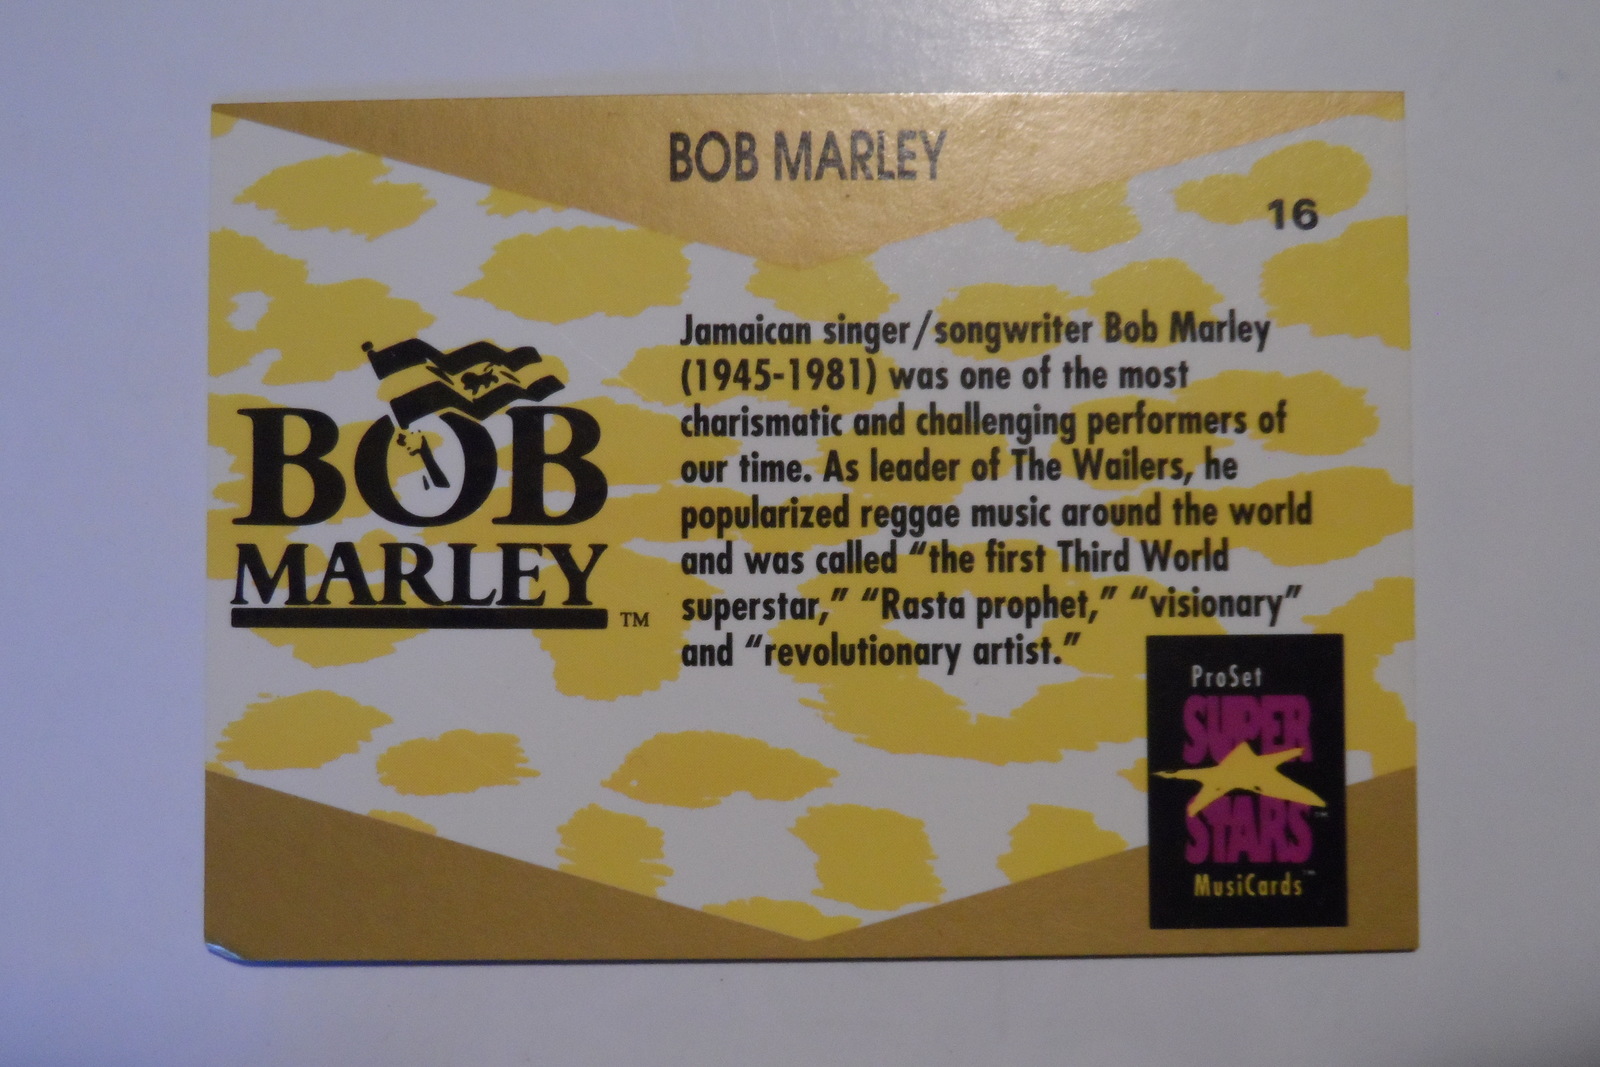 BOB MARLEY
16
BOB
MARLEY
TM
Jamaican singer/songwriter Bob Marley
(1945-1981) was one of the most
charismatic and challenging performers of
our time. As leader of The Wailers, he
popularized reggae music around the world
and was called “the first Third World
superstar,” “Rasta prophet,” “visionary”
and “revolutionary artist.”
ProSet
SUPER
STARS™
MusiCards™